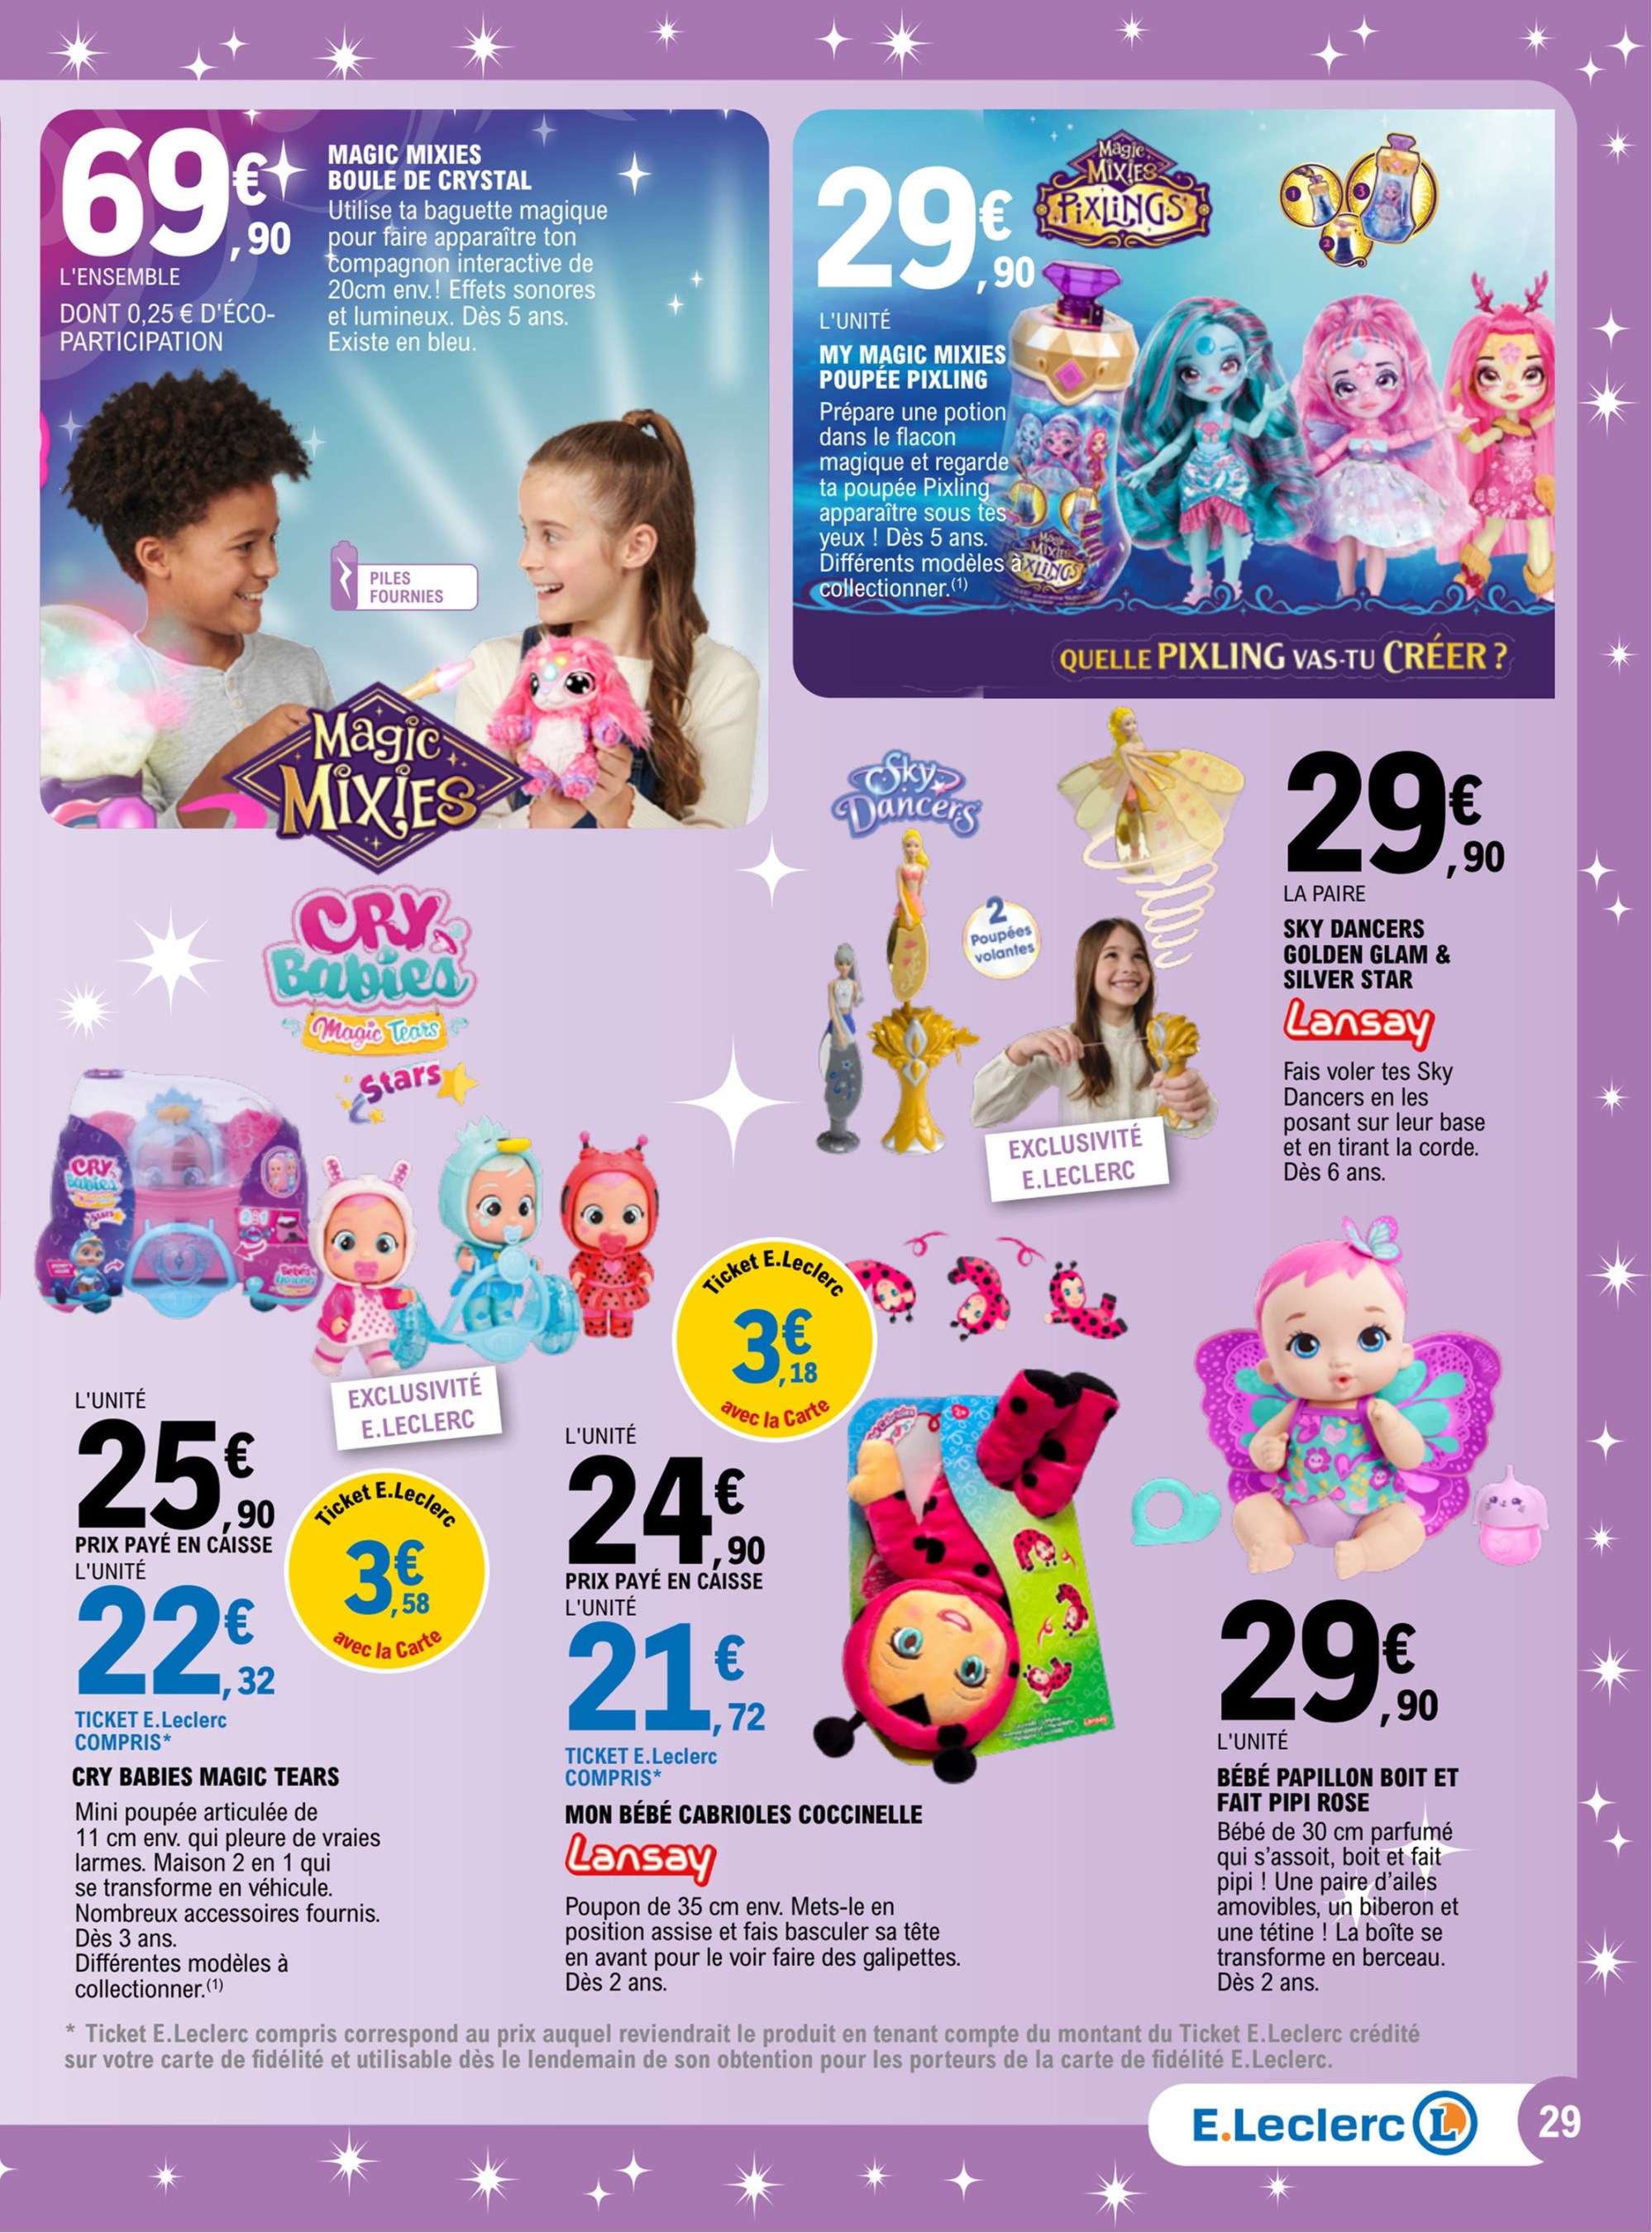 69€,90
L'ENSEMBLE
DONT 0,25 € D'ÉCO-
PARTICIPATION
MAGIC MIXIES
BOULE DE CRYSTAL
Utilise ta baguette magique
pour faire apparaître ton
compagnon interactive de
20cm env.! Effets sonores
et lumineux. Dès 5 ans.
Existe en bleu.
PILES
FOURNIES
Magic
MIXIES
29€,90
L'UNITÉ
MY MAGIC MIXIES
POUPÉE PIXLING
Prépare une potion
dans le flacon
magique et regarde
ta poupée Pixling
apparaître sous tes
yeux ! Dès 5 ans.
Différents modèles à
collectionner.(1)
Magic
MIXIES
PIXLINGS
1
2
3
QUELLE PIXLING VAS-TU CRÉER ?
Sky
Dancers
2
Poupées
volantes
EXCLUSIVITÉ
E.LECLERC
29€,90
LA PAIRE
SKY DANCERS
GOLDEN GLAM &
SILVER STAR
Lansay
Fais voler tes Sky
Dancers en les
posant sur leur base
et en tirant la corde.
Dès 6 ans.
CRY
Babies
Magic Tears
Stars
CRY
Babies
EXCLUSIVITÉ
E.LECLERC
L'UNITÉ
25€,90
PRIX PAYÉ EN CAISSE
L'UNITÉ
22€,32
TICKET E.Leclerc
COMPRIS*
Ticket E.Leclerc
3€,58
avec la Carte
CRY BABIES MAGIC TEARS
Mini poupée articulée de
11 cm env. qui pleure de vraies
larmes. Maison 2 en 1 qui
se transforme en véhicule.
Nombreux accessoires fournis.
Dès 3 ans.
Différentes modèles à
collectionner.(1)
Ticket E.Leclerc
3€,18
avec la Carte
L'UNITÉ
24€,90
PRIX PAYÉ EN CAISSE
L'UNITÉ
21€,72
TICKET E.Leclerc
COMPRIS*
MON BÉBÉ CABRIOLES COCCINELLE
Lansay
Poupon de 35 cm env. Mets-le en
position assise et fais basculer sa tête
en avant pour le voir faire des galipettes.
Dès 2 ans.
29€,90
L'UNITÉ
BÉBÉ PAPILLON BOIT ET
FAIT PIPI ROSE
Bébé de 30 cm parfumé
qui s'assoit, boit et fait
pipi ! Une paire d'ailes
amovibles, un biberon et
une tétine ! La boîte se
transforme en berceau.
Dès 2 ans.
* Ticket E.Leclerc compris correspond au prix auquel reviendrait le produit en tenant compte du montant du Ticket E.Leclerc crédité
sur votre carte de fidélité et utilisable dès le lendemain de son obtention pour les porteurs de la carte de fidélité E.Leclerc.
E.Leclerc L
29